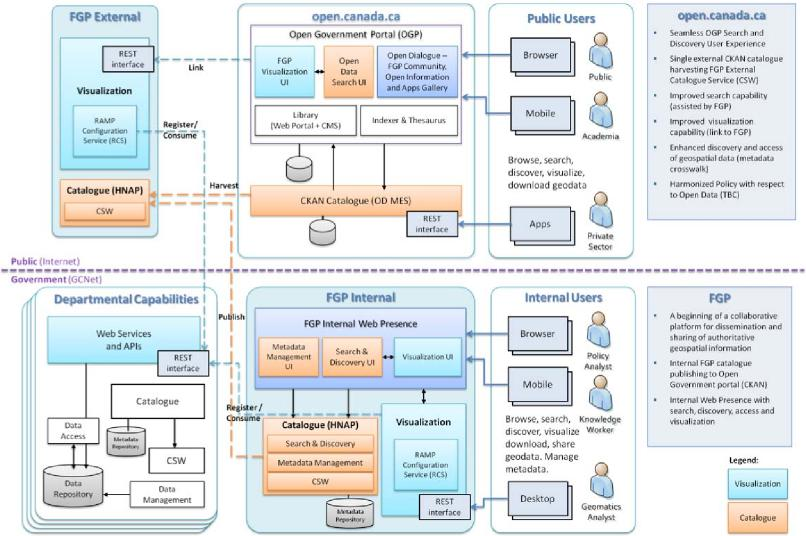 FGP External
REST
interface
Visualization
RAMP
Configuration
Service (RCS)
Catalogue (HNAP)
CSW
Link
Register/
Consume
Harvest
open.canada.ca
Open Government Portal (OGP)
FGP
Visualization
UI
Open
Data
Search UI
Open Dialogue –
FGP Community,
Open Information
and Apps Gallery
Library
(Web Portal + CMS)
Indexer & Thesaurus
CKAN Catalogue (OD MES)
REST
interface
Public Users
Browser
Public
Mobile
Academia
Browse, search,
discover, visualize,
download geodata
Apps
Private
Sector
open.canada.ca
Seamless OGP Search and
Discovery User Experience
Single external CKAN catalogue
harvesting FGP External
Catalogue Service (CSW)
Improved search capability
(assisted by FGP)
Improved visualization
capability (link to FGP)
Enhanced discovery and access
of geospatial data (metadata
crosswalk)
Harmonized Policy with respect
to Open Data (TBC)
Public (Internet)
Government (GCNet)
Departmental Capabilities
Web Services
and APIs
REST
interface
Catalogue
Data
Access
Metadata
Repository
CSW
Data
Repository
Data
Management
Publish
Register /
Consume
FGP Internal
FGP Internal Web Presence
Metadata
Management
UI
Search &
Discovery UI
Visualization UI
Catalogue (HNAP)
Search & Discovery
Metadata Management
CSW
Metadata
Repository
Visualization
RAMP
Configuration
Service (RCS)
REST
interface
Internal Users
Browser
Policy
Analyst
Mobile
Knowledge
Worker
Browse, search,
discover, visualize
download, share
geodata. Manage
metadata.
Desktop
Geomatics
Analyst
FGP
A beginning of a collaborative
platform for dissemination and
sharing of authoritative
geospatial information
Internal FGP catalogue
publishing to Open
Government portal (CKAN)
Internal Web Presence with
search, discovery, access and
visualization
Legend:
Visualization
Catalogue